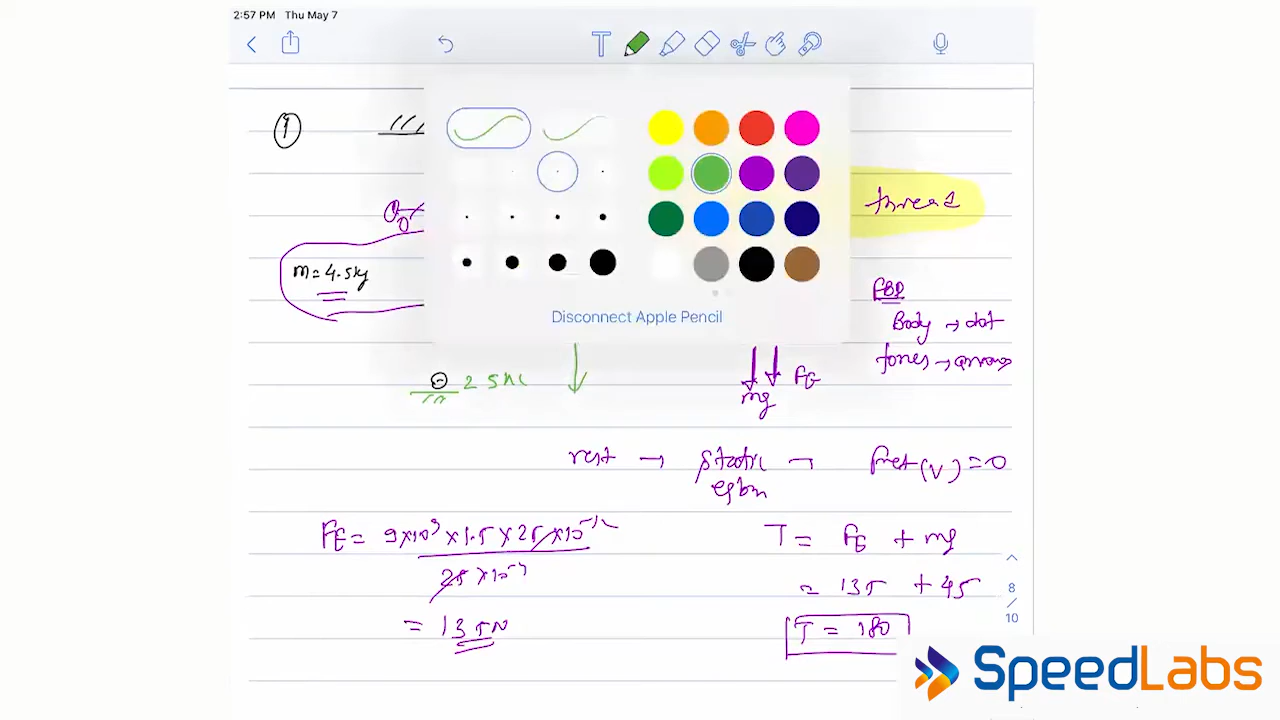 2:57 PM Thu May 7
T
1
thread
m = 4.5kg
FBD
Body → dot
forces → arrows
Disconnect Apple Pencil
FE
mg
rest → static → Fnet(V) = 0
eqbm
FE = 9×10⁹ × 1.5 × 25 ×10⁻¹²
T = FE + mg
25 ×10⁻⁴
= 135 + 45
8
/
10
= 135N
T = 180
SpeedLabs